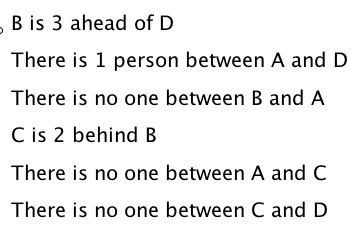 B is 3 ahead of D
There is 1 person between A and D
There is no one between B and A
C is 2 behind B
There is no one between A and C
There is no one between C and D